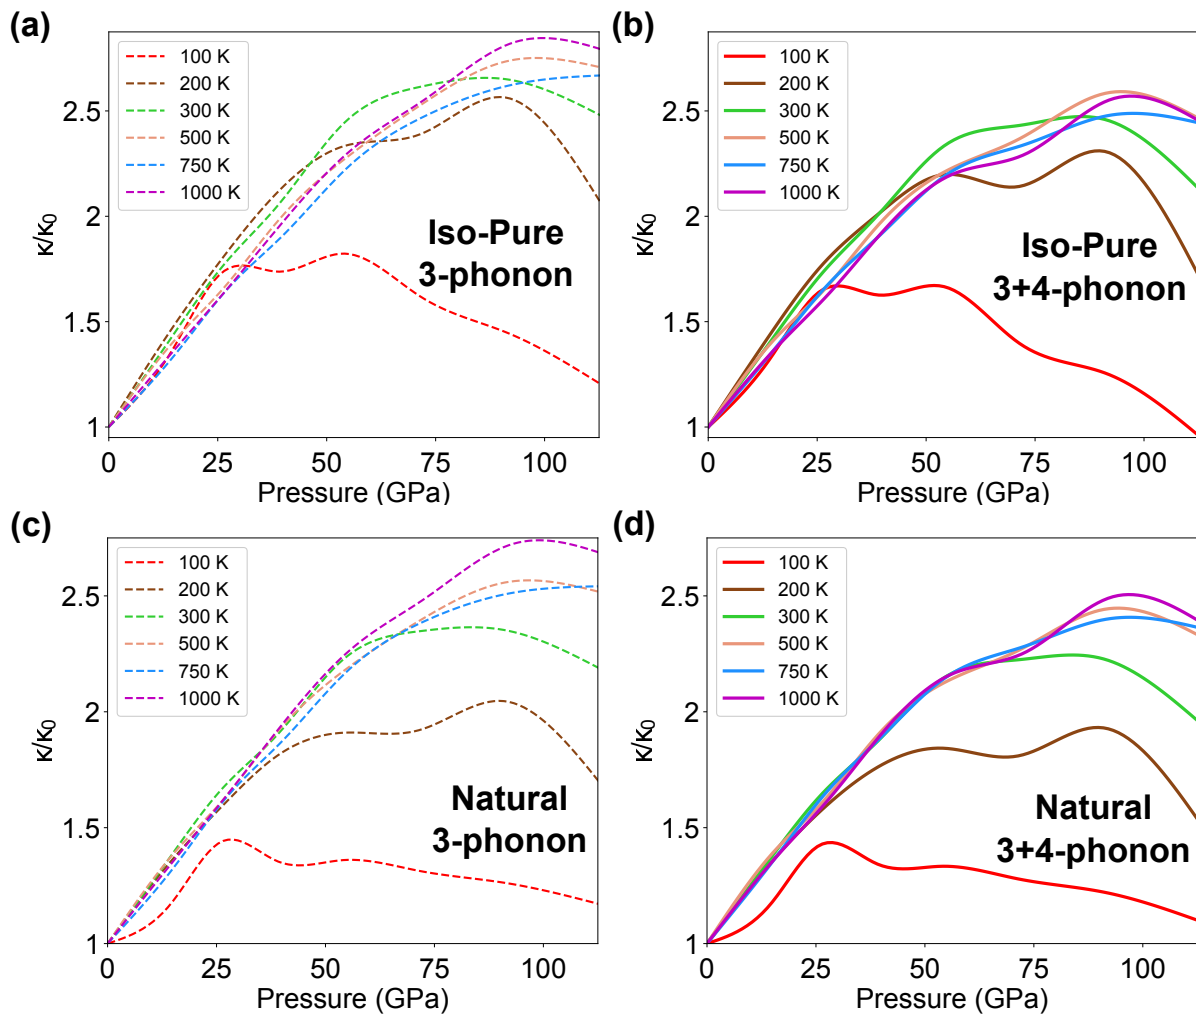 (a)
100 K
200 K
300 K
500 K
750 K
1000 K
2.5
2
1.5
1
κ/κ0
Iso-Pure
3-phonon
0 25 50 75 100
Pressure (GPa)
(b)
100 K
200 K
300 K
500 K
750 K
1000 K
2.5
2
1.5
1
κ/κ0
Iso-Pure
3+4-phonon
0 25 50 75 100
Pressure (GPa)
(c)
100 K
200 K
300 K
500 K
750 K
1000 K
2.5
2
1.5
1
κ/κ0
Natural
3-phonon
0 25 50 75 100
Pressure (GPa)
(d)
100 K
200 K
300 K
500 K
750 K
1000 K
2.5
2
1.5
1
κ/κ0
Natural
3+4-phonon
0 25 50 75 100
Pressure (GPa)